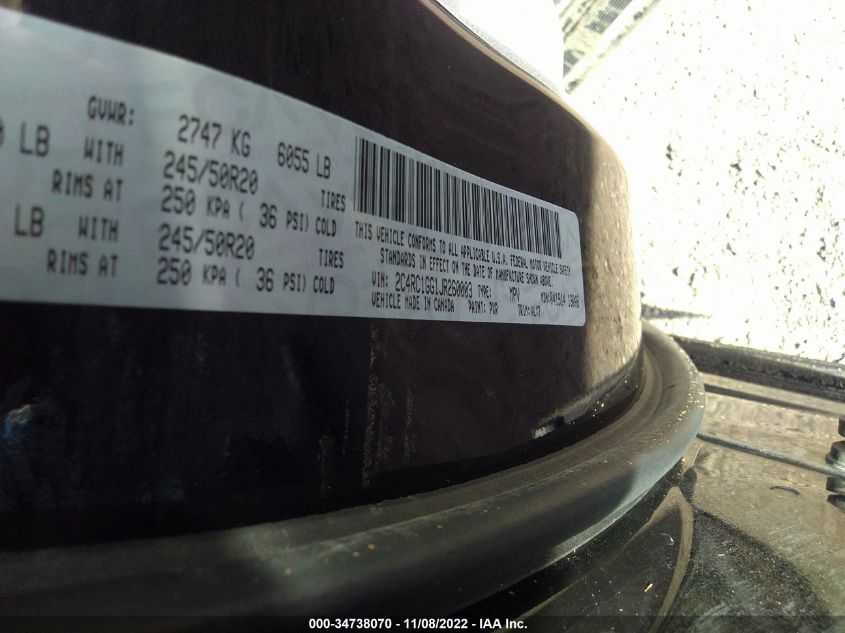 GVWR: 2747 KG 6055 LB
LB WITH 245/50R20 TIRES
RIMS AT 250 KPA ( 36 PSI) COLD
LB WITH 245/50R20 TIRES
RIMS AT 250 KPA ( 36 PSI) COLD
THIS VEHICLE CONFORMS TO ALL APPLICABLE U.S.A. FEDERAL MOTOR VEHICLE SAFETY
STANDARDS IN EFFECT ON THE DATE OF MANUFACTURE SHOWN ABOVE.
VIN: 2C4RC1GG1JR260003 TYPE: MPV
VEHICLE MADE IN CANADA PAINT: PXR
000-34738070 - 11/08/2022 - IAA Inc.